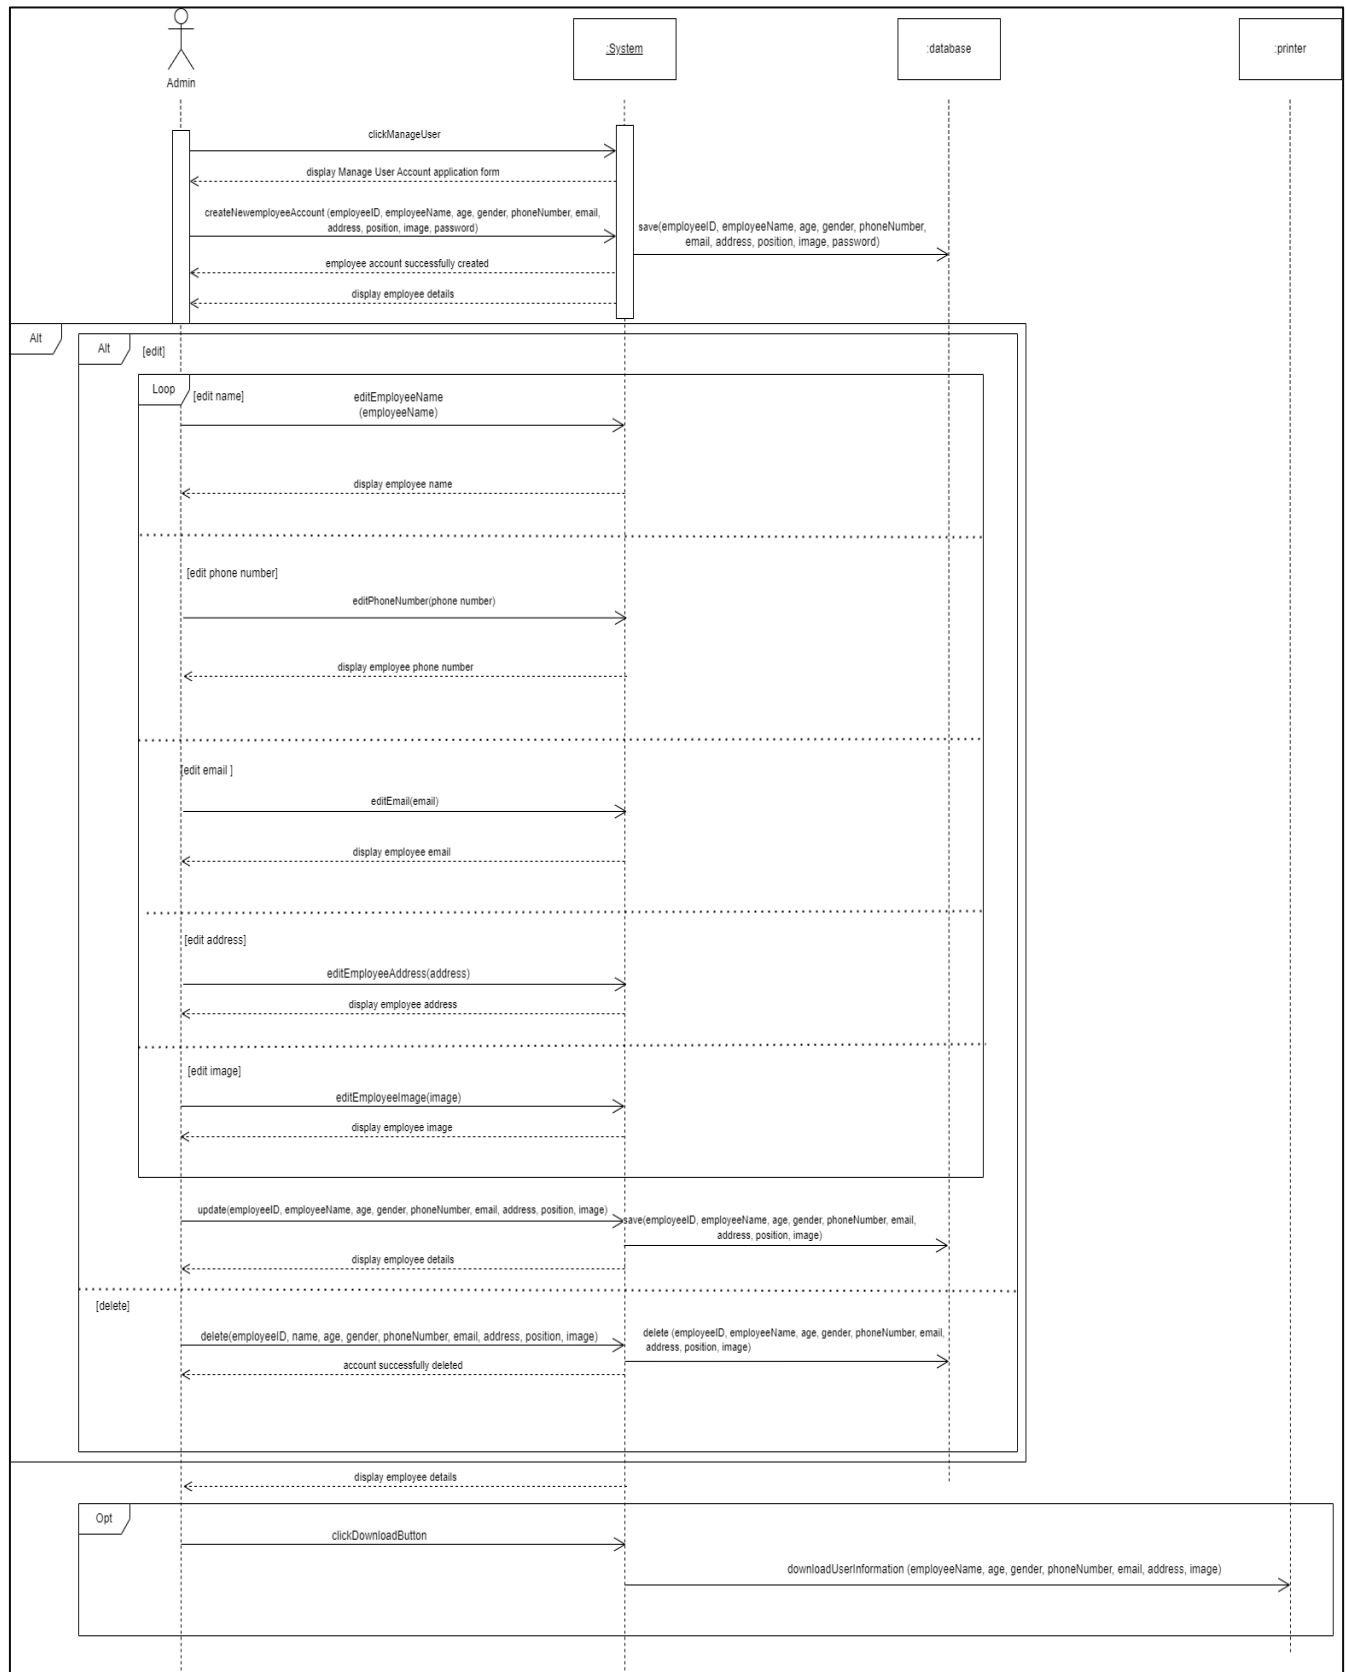 :System
:database
:printer
Admin
clickManageUser
display Manage User Account application form
createNewemployeeAccount (employeeID, employeeName, age, gender, phoneNumber, email,
address, position, image, password)
save(employeeID, employeeName, age, gender, phoneNumber,
email, address, position, image, password)
employee account successfully created
display employee details
Alt
Alt
[edit]
Loop
[edit name]
editEmployeeName
(employeeName)
display employee name
[edit phone number]
editPhoneNumber(phone number)
display employee phone number
[edit email ]
editEmail(email)
display employee email
[edit address]
editEmployeeAddress(address)
display employee address
[edit image]
editEmployeeImage(image)
display employee image
update(employeeID, employeeName, age, gender, phoneNumber, email, address, position, image)
save(employeeID, employeeName, age, gender, phoneNumber, email,
address, position, image)
display employee details
[delete]
delete(employeeID, name, age, gender, phoneNumber, email, address, position, image)
delete (employeeID, employeeName, age, gender, phoneNumber, email,
address, position, image)
account successfully deleted
display employee details
Opt
clickDownloadButton
downloadUserInformation (employeeName, age, gender, phoneNumber, email, address, image)